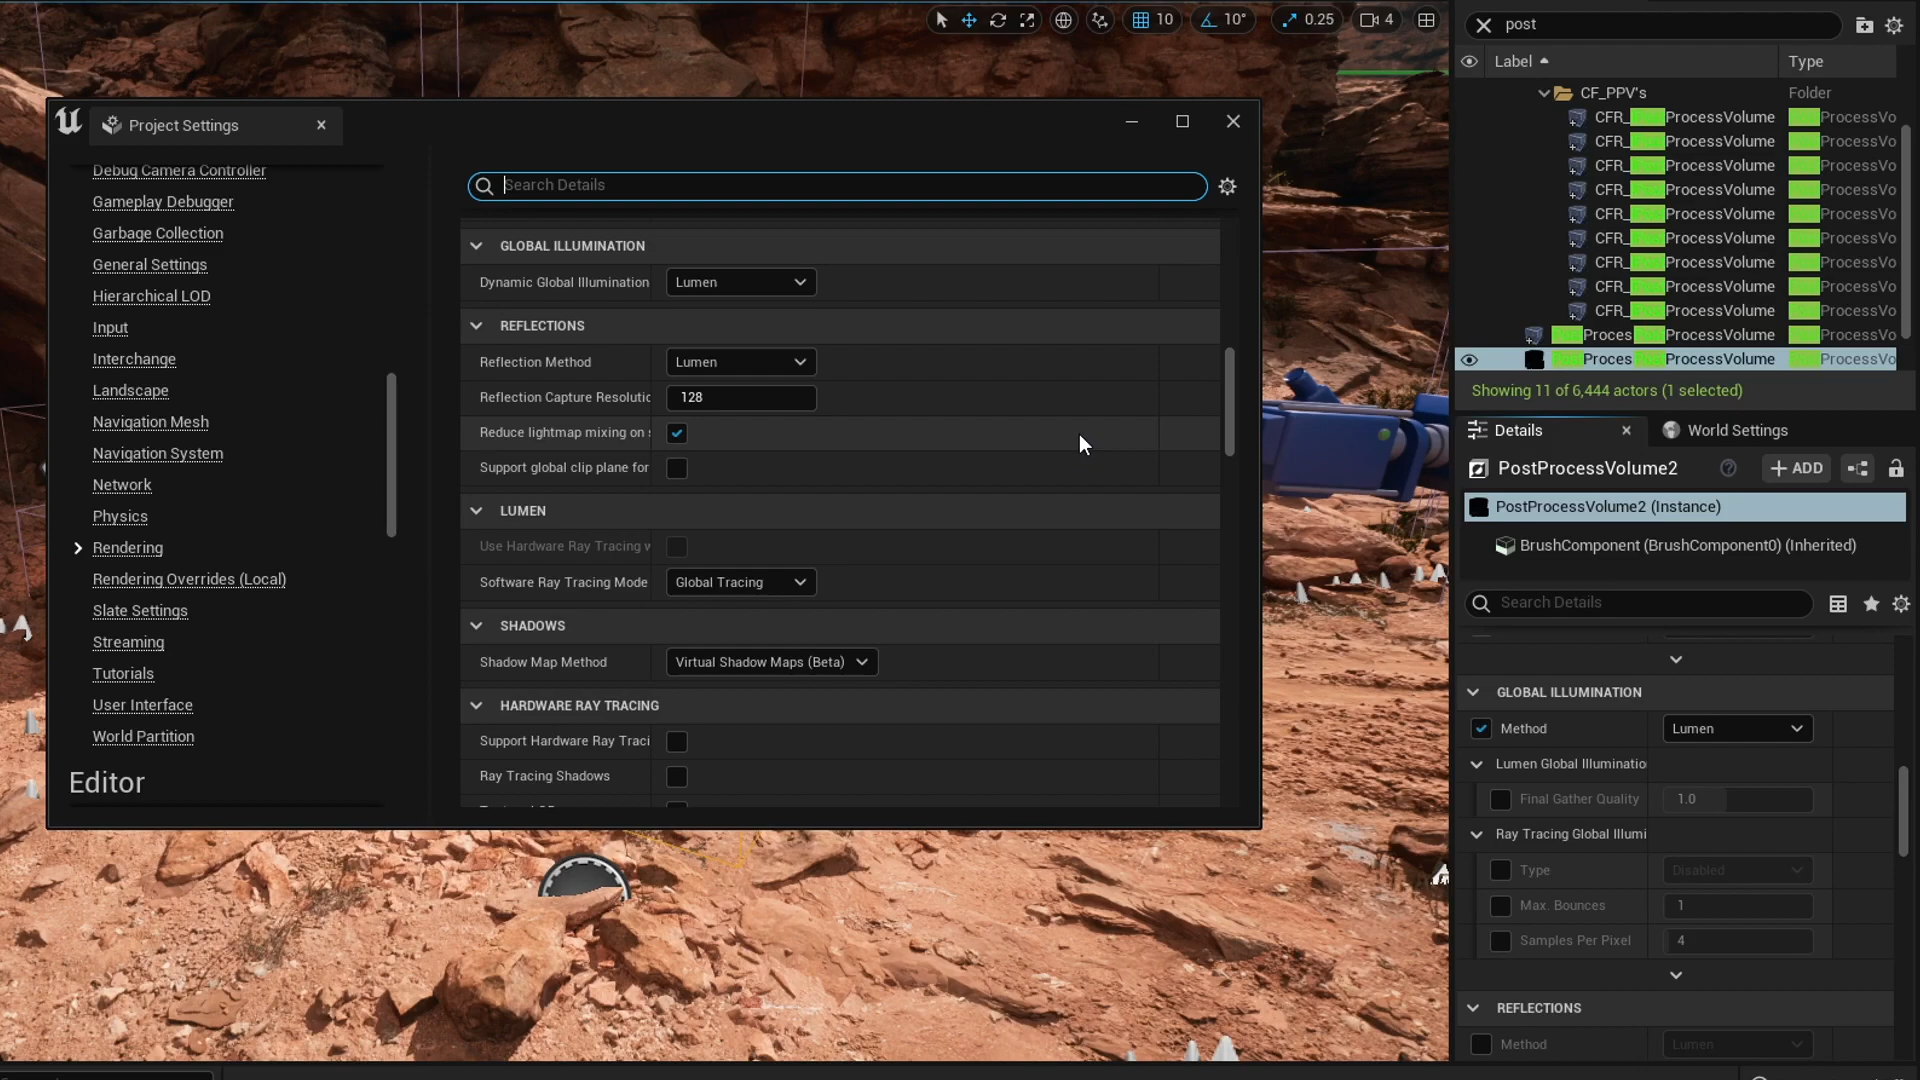 10
10°
0.25
4
post
Label
Type
CF_PPV's
Folder
CFR_ ProcessVolume ProcessVo
CFR_ ProcessVolume ProcessVo
CFR_ ProcessVolume ProcessVo
CFR_ ProcessVolume ProcessVo
CFR_ ProcessVolume ProcessVo
CFR_ ProcessVolume ProcessVo
CFR_ ProcessVolume ProcessVo
CFR_ ProcessVolume ProcessVo
CFR_ ProcessVolume ProcessVo
Proces ProcessVolume ProcessVo
Proces ProcessVolume ProcessVo
Showing 11 of 6,444 actors (1 selected)
Project Settings
Debug Camera Controller
Gameplay Debugger
Garbage Collection
General Settings
Hierarchical LOD
Input
Interchange
Landscape
Navigation Mesh
Navigation System
Network
Physics
Rendering
Rendering Overrides (Local)
Slate Settings
Streaming
Tutorials
User Interface
World Partition
Editor
Search Details
GLOBAL ILLUMINATION
Dynamic Global Illumination Lumen
REFLECTIONS
Reflection Method Lumen
Reflection Capture Resolutic 128
Reduce lightmap mixing on s
Support global clip plane for
LUMEN
Use Hardware Ray Tracing w
Software Ray Tracing Mode Global Tracing
SHADOWS
Shadow Map Method Virtual Shadow Maps (Beta)
HARDWARE RAY TRACING
Support Hardware Ray Traci
Ray Tracing Shadows
Details
World Settings
PostProcessVolume2
ADD
PostProcessVolume2 (Instance)
BrushComponent (BrushComponent0) (Inherited)
Search Details
GLOBAL ILLUMINATION
Method Lumen
Lumen Global Illuminatio
Final Gather Quality 1.0
Ray Tracing Global Illumi
Type Disabled
Max. Bounces 1
Samples Per Pixel 4
REFLECTIONS
Method Lumen